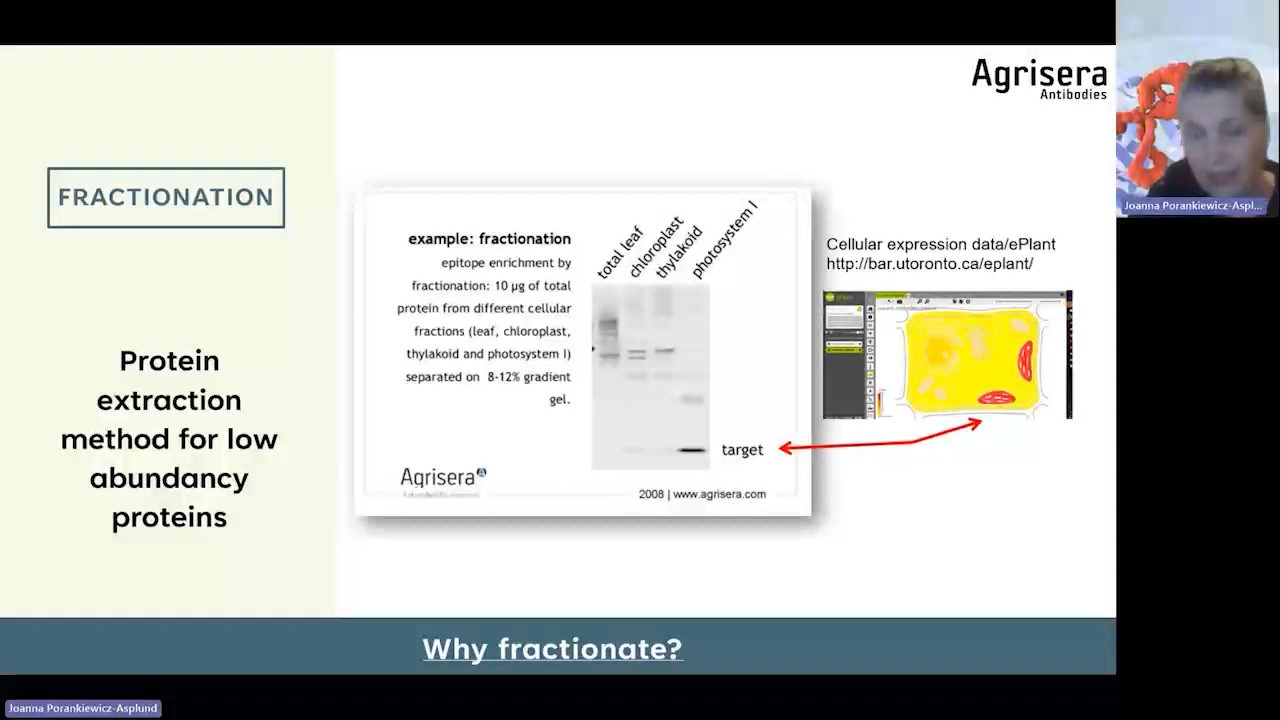 Agrisera
Antibodies
Joanna Porankiewicz-Aspl...
FRACTIONATION
Protein
extraction
method for low
abundancy
proteins
example: fractionation
epitope enrichment by
fractionation: 10 µg of total
protein from different cellular
fractions (leaf, chloroplast,
thylakoid and photosystem I)
separated on 8-12% gradient
gel.
total leaf
chloroplast
thylakoid
photosystem I
target
Agrisera
2008 | www.agrisera.com
Cellular expression data/ePlant
http://bar.utoronto.ca/eplant/
Why fractionate?
Joanna Porankiewicz-Asplund